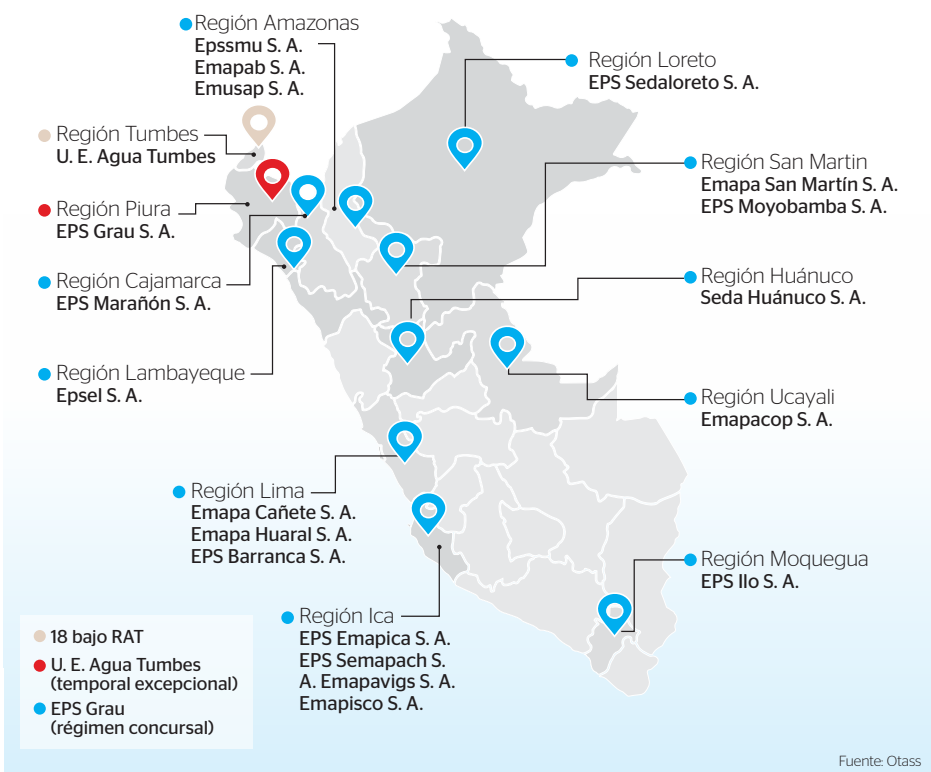 Región Amazonas
Epssmu S. A.
Emapab S. A.
Emusap S. A.
Región Loreto
EPS Sedaloreto S. A.
Región Tumbes
U. E. Agua Tumbes
Región San Martin
Emapa San Martín S. A.
EPS Moyobamba S. A.
Región Piura
EPS Grau S. A.
Región Cajamarca
EPS Marañón S. A.
Región Huánuco
Seda Huánuco S. A.
Región Lambayeque
Epsel S. A.
Región Ucayali
Emapacop S. A.
Región Lima
Emapa Cañete S. A.
Emapa Huaral S. A.
EPS Barranca S. A.
Región Moquegua
EPS Ilo S. A.
Región Ica
EPS Emapica S. A.
EPS Semapach S.
A. Emapavigs S. A.
Emapisco S. A.
18 bajo RAT
U. E. Agua Tumbes
(temporal excepcional)
EPS Grau
(régimen concursal)
Fuente: Otass